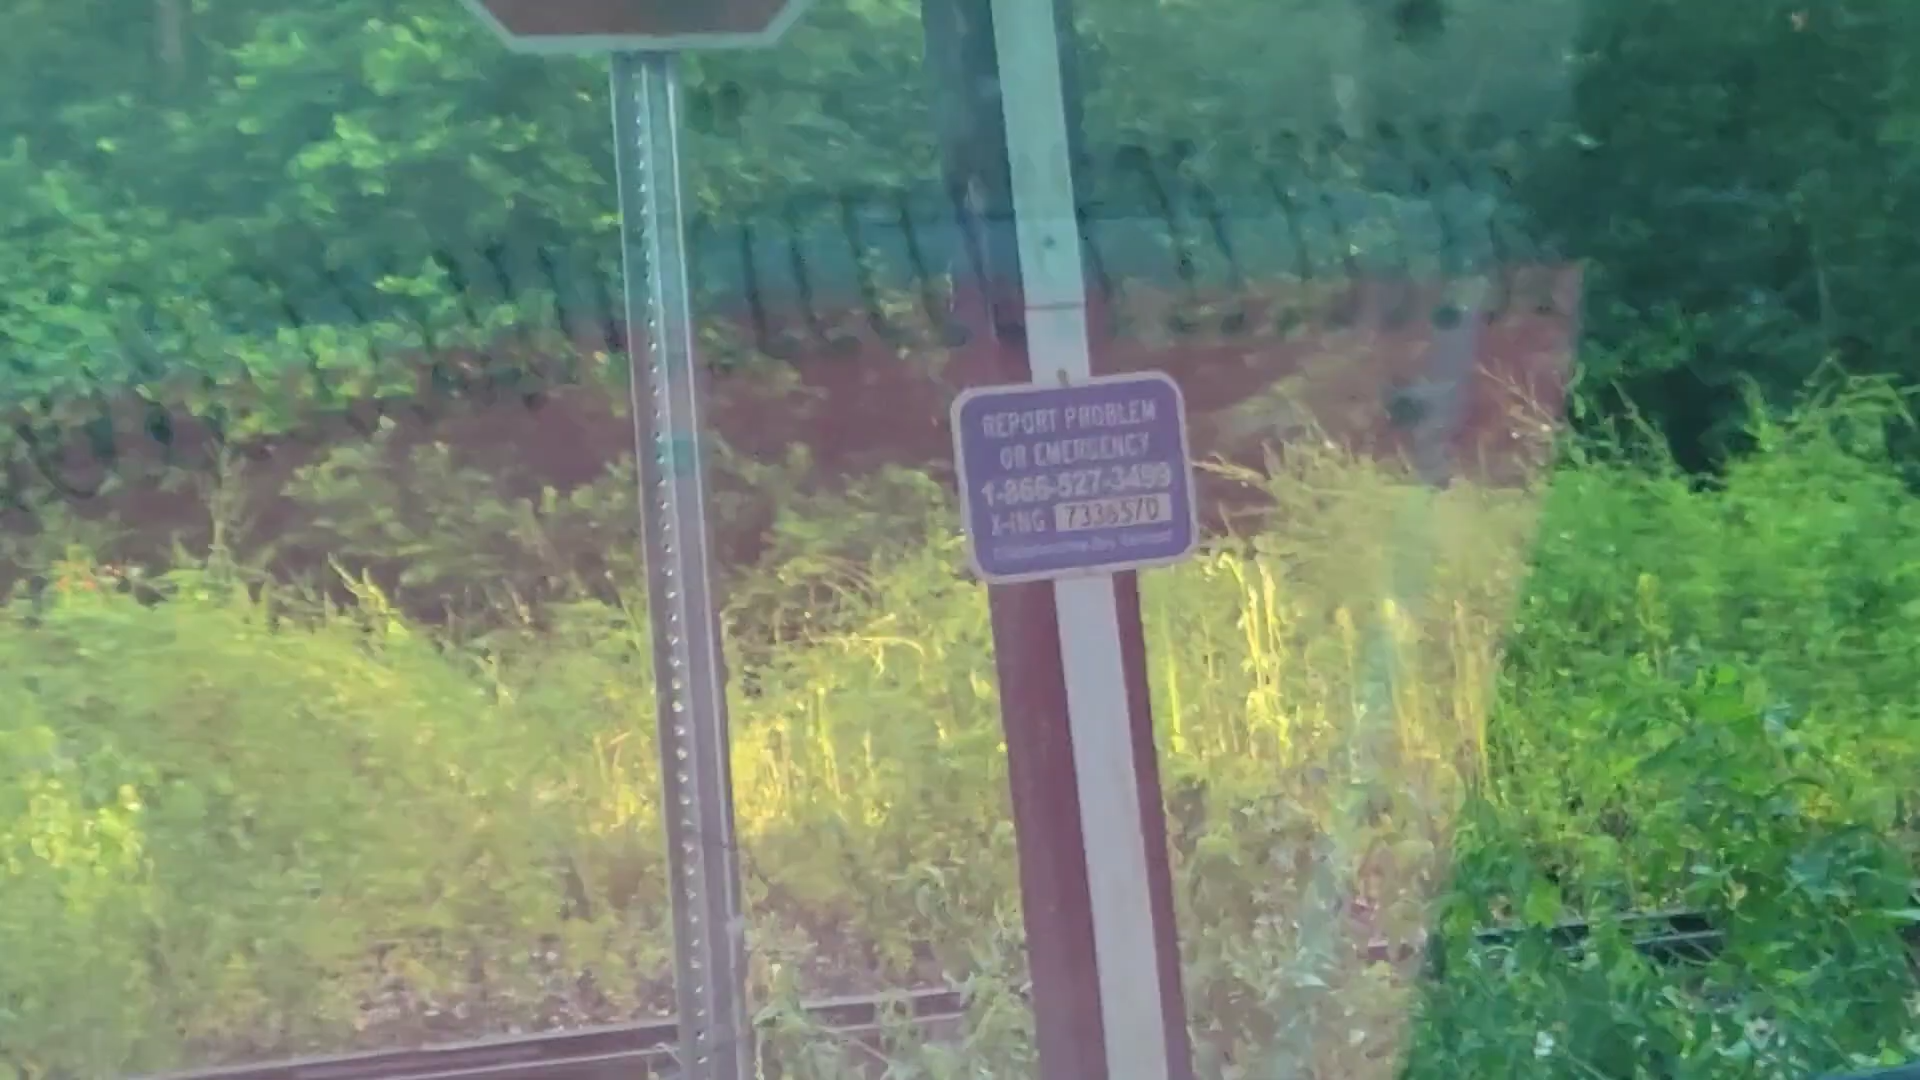 REPORT PROBLEM
OR EMERGENCY
1-866-527-3499
X-ING 733657D